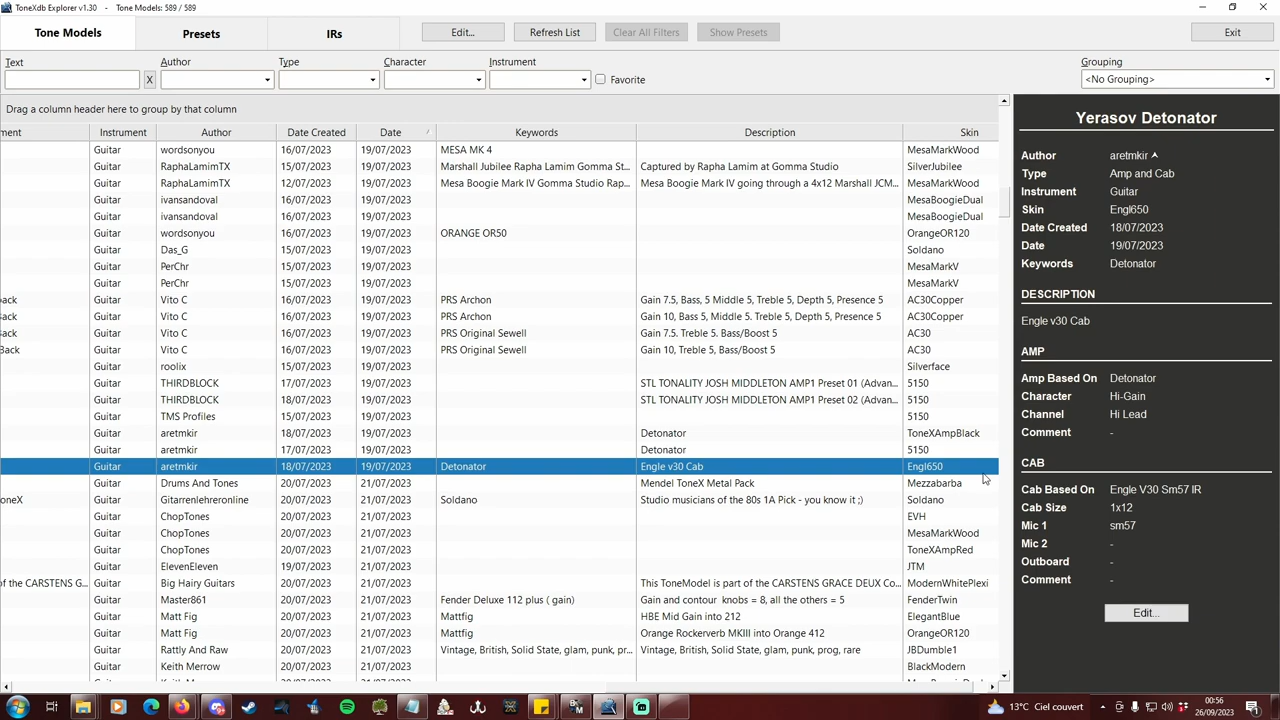 ToneXdb Explorer v1.30 - Tone Models: 589 / 589
Tone Models Presets IRs Edit... Refresh List Clear All Filters Show Presets Exit
Text Author Type Character Instrument Grouping
X Favorite <No Grouping>
Drag a column header here to group by that column
ment Instrument Author Date Created Date Keywords Description Skin
Guitar wordsonyou 16/07/2023 19/07/2023 MESA MK 4 MesaMarkWood
Guitar RaphaLamimTX 16/07/2023 19/07/2023 Marshall Jubilee Rapha Lamim Gomma St... Captured by Rapha Lamim at Gomma Studio SilverJubilee
Guitar RaphaLamimTX 12/07/2023 19/07/2023 Mesa Boogie Mark IV Gomma Studio Rap... Mesa Boogie Mark IV going through a 4x12 Marshall JCM... MesaMarkWood
Guitar ivansandoval 16/07/2023 19/07/2023 MesaBoogieDual
Guitar ivansandoval 16/07/2023 19/07/2023 MesaBoogieDual
Guitar wordsonyou 16/07/2023 19/07/2023 ORANGE OR50 OrangeOR120
Guitar Das_G 15/07/2023 19/07/2023 Soldano
Guitar PerChr 15/07/2023 19/07/2023 MesaMarkV
Guitar PerChr 15/07/2023 19/07/2023 MesaMarkV
back Guitar Vito C 16/07/2023 19/07/2023 PRS Archon Gain 7.5, Bass, 5 Middle 5, Treble 5, Depth 5, Presence 5 AC30Copper
Guitar Vito C 16/07/2023 19/07/2023 PRS Archon Gain 10, Bass 5, Middle 5. Treble 5, Depth 5, Presence 5 AC30Copper
ack Guitar Vito C 16/07/2023 19/07/2023 PRS Original Sewell Gain 7.5. Treble 5. Bass/Boost 5 AC30
Back Guitar Vito C 16/07/2023 19/07/2023 PRS Original Sewell Gain 10, Treble 5, Bass/Boost 5 AC30
Guitar roolix 15/07/2023 19/07/2023 Silverface
Guitar THIRDBLOCK 17/07/2023 19/07/2023 STL TONALITY JOSH MIDDLETON AMP1 Preset 01 (Advan... 5150
Guitar THIRDBLOCK 18/07/2023 19/07/2023 STL TONALITY JOSH MIDDLETON AMP1 Preset 02 (Advan... 5150
Guitar TMS Profiles 15/07/2023 19/07/2023 5150
Guitar aretmkir 18/07/2023 19/07/2023 Detonator ToneXAmpBlack
Guitar aretmkir 17/07/2023 19/07/2023 Detonator 5150
Guitar aretmkir 18/07/2023 19/07/2023 Detonator Engle v30 Cab Engl650
Guitar Drums And Tones 20/07/2023 21/07/2023 Mendel ToneX Metal Pack Mezzabarba
oneX Guitar Gitarrenlehreronline 20/07/2023 21/07/2023 Soldano Studio musicians of the 80s 1A Pick - you know it ;) Soldano
Guitar ChopTones 20/07/2023 21/07/2023 EVH
Guitar ChopTones 20/07/2023 21/07/2023 MesaMarkWood
Guitar ChopTones 20/07/2023 21/07/2023 ToneXAmpRed
Guitar ElevenEleven 19/07/2023 21/07/2023 JTM
of the CARSTENS G... Guitar Big Hairy Guitars 20/07/2023 21/07/2023 This ToneModel is part of the CARSTENS GRACE DEUX Co... ModernWhitePlexi
Guitar Master861 20/07/2023 21/07/2023 Fender Deluxe 112 plus ( gain) Gain and contour knobs = 8, all the others = 5 FenderTwin
Guitar Matt Fig 20/07/2023 21/07/2023 Mattfig HBE Mid Gain into 212 ElegantBlue
Guitar Matt Fig 20/07/2023 21/07/2023 Mattfig Orange Rockerverb MKIII into Orange 412 OrangeOR120
Guitar Rattly And Raw 20/07/2023 21/07/2023 Vintage, British, Solid State, glam, punk, pr... Vintage, British, Solid State, glam, punk, prog, rare JBDumble1
Guitar Keith Merrow 20/07/2023 21/07/2023 BlackModern
Yerasov Detonator
Author aretmkir
Type Amp and Cab
Instrument Guitar
Skin Engl650
Date Created 18/07/2023
Date 19/07/2023
Keywords Detonator
DESCRIPTION
Engle v30 Cab
AMP
Amp Based On Detonator
Character Hi-Gain
Channel Hi Lead
Comment -
CAB
Cab Based On Engle V30 Sm57 IR
Cab Size 1x12
Mic 1 sm57
Mic 2 -
Outboard -
Comment -
Edit...
13°C Ciel couvert 00:56
26/09/2023